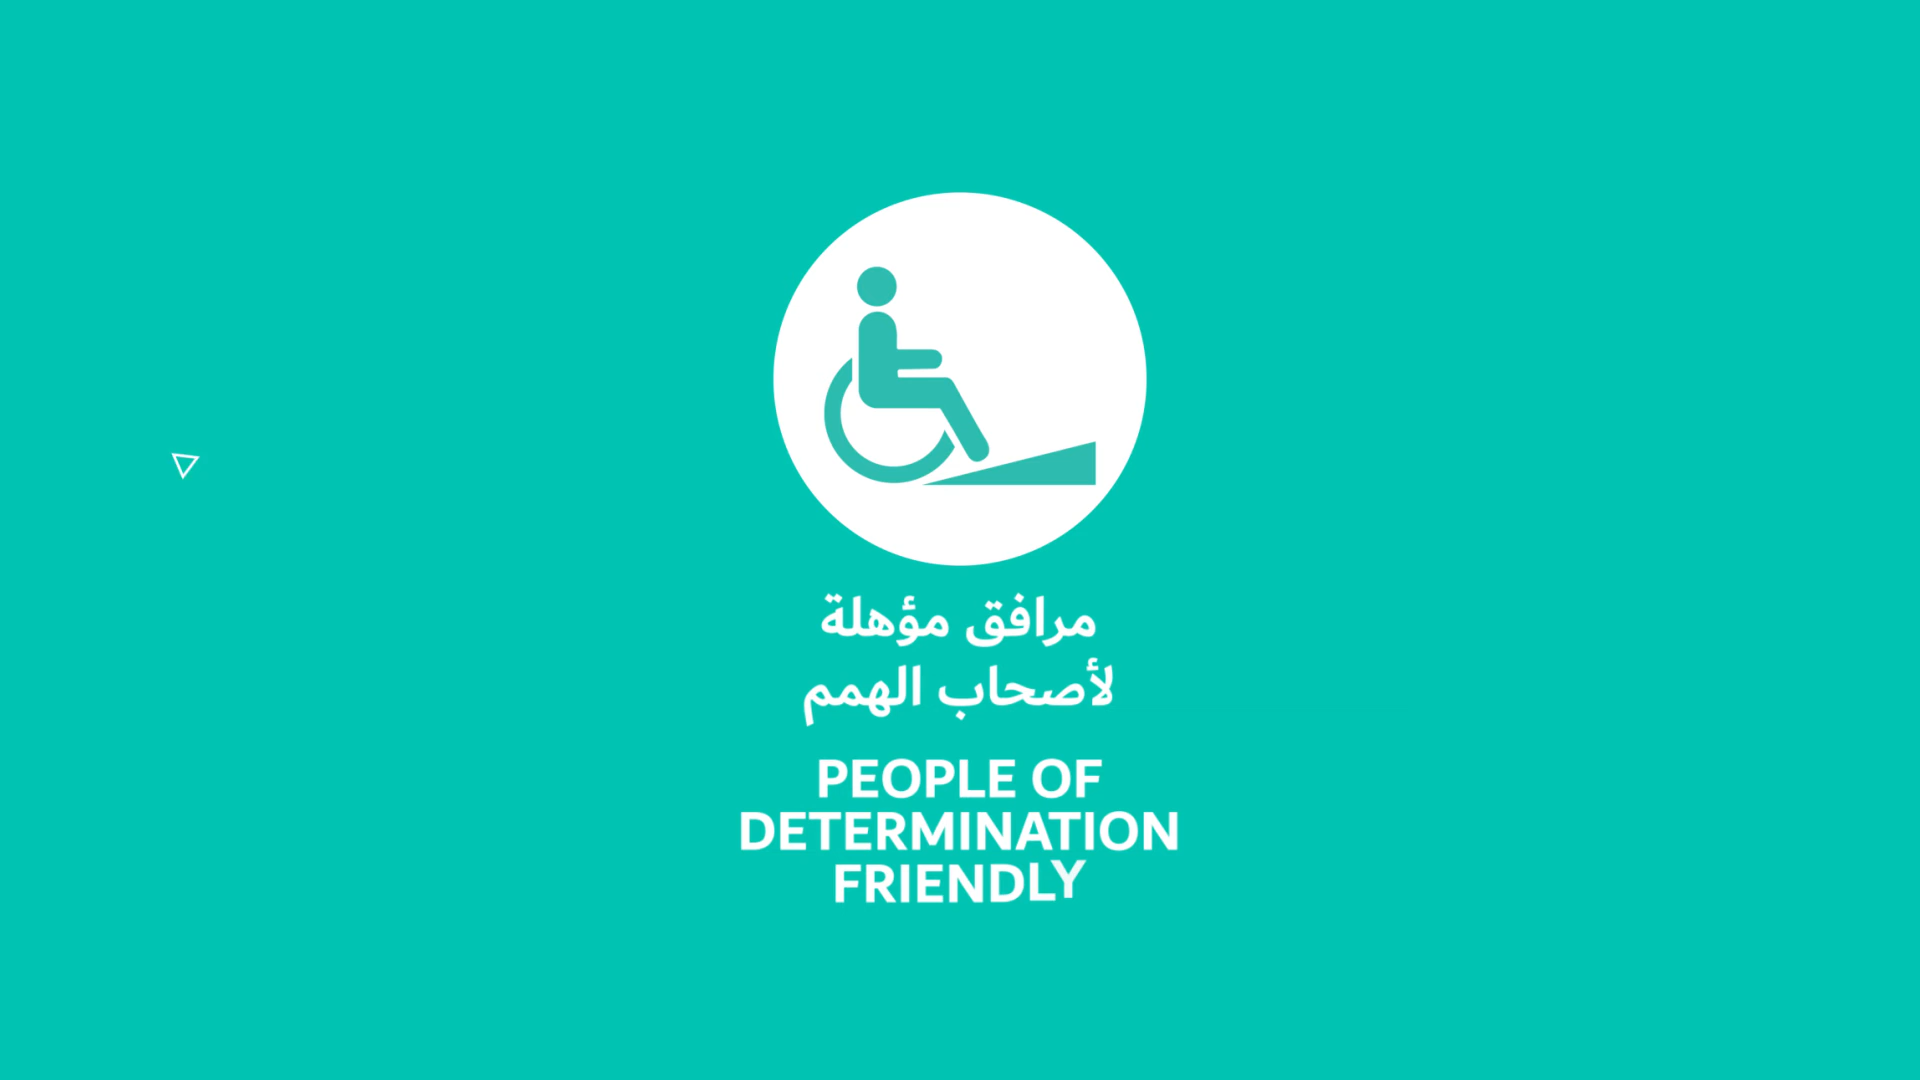 مرافق مؤهلة
لأصحاب الهمم
PEOPLE OF
DETERMINATION
FRIENDLY